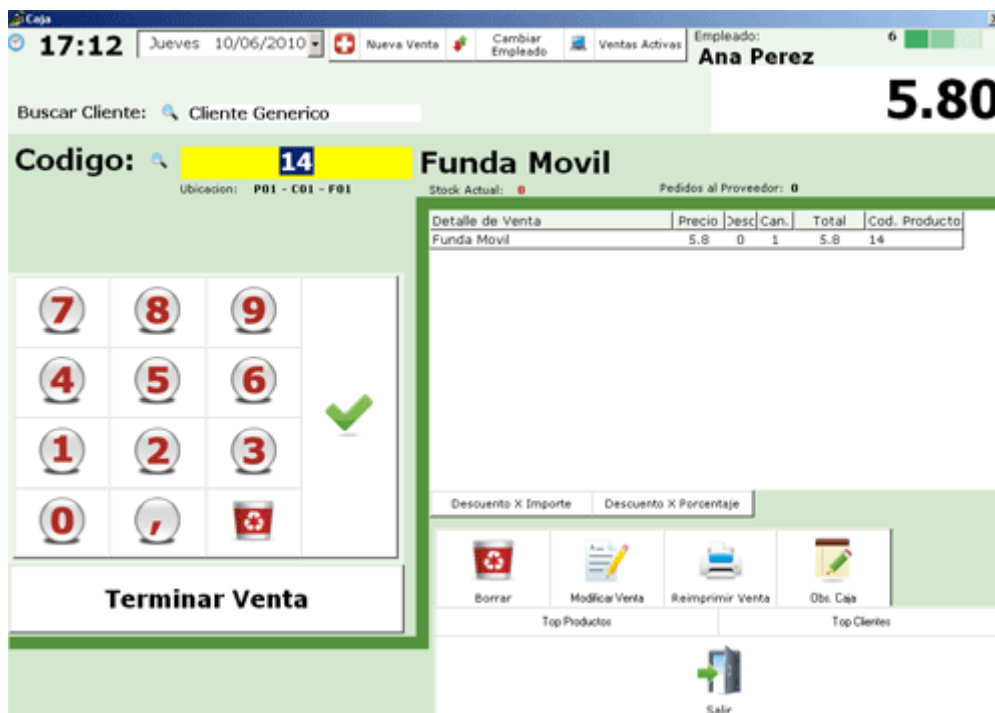 Caja
17:12 Jueves 10/06/2010 Nueva Venta Cambiar Empleado Ventas Activas Empleado: 6
Ana Perez
5.80
Buscar Cliente: Cliente Generico
Codigo: 14 Funda Movil
Ubicacion: P01 - C01 - F01 Stock Actual: 0 Pedidos al Proveedor: 0
Detalle de Venta Precio Desc Can. Total Cod. Producto
Funda Movil 5.8 0 1 5.8 14
7 8 9
4 5 6
1 2 3
0 ,
Descuento X Importe Descuento X Porcentaje
Terminar Venta
Borrar Modificar Venta Reimprimir Venta Obs. Caja
Top Productos Top Clientes
Salir